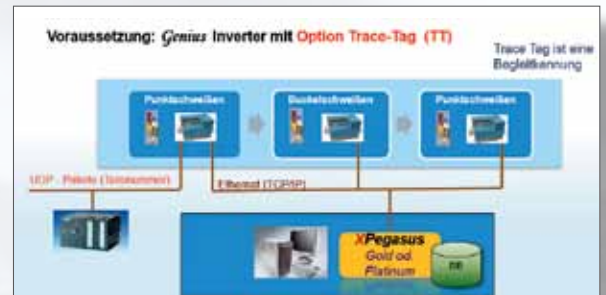 Voraussetzung: Genius Inverter mit Option Trace-Tag (TT)
Trace Tag ist eine
Begleitkennung
Punktschweißen
Buckelschweißen
Punktschweißen
UDP - Pakete (Teilenummer)
Ethernet (TCP/IP)
XPegasus
Gold od.
Platinum
DB